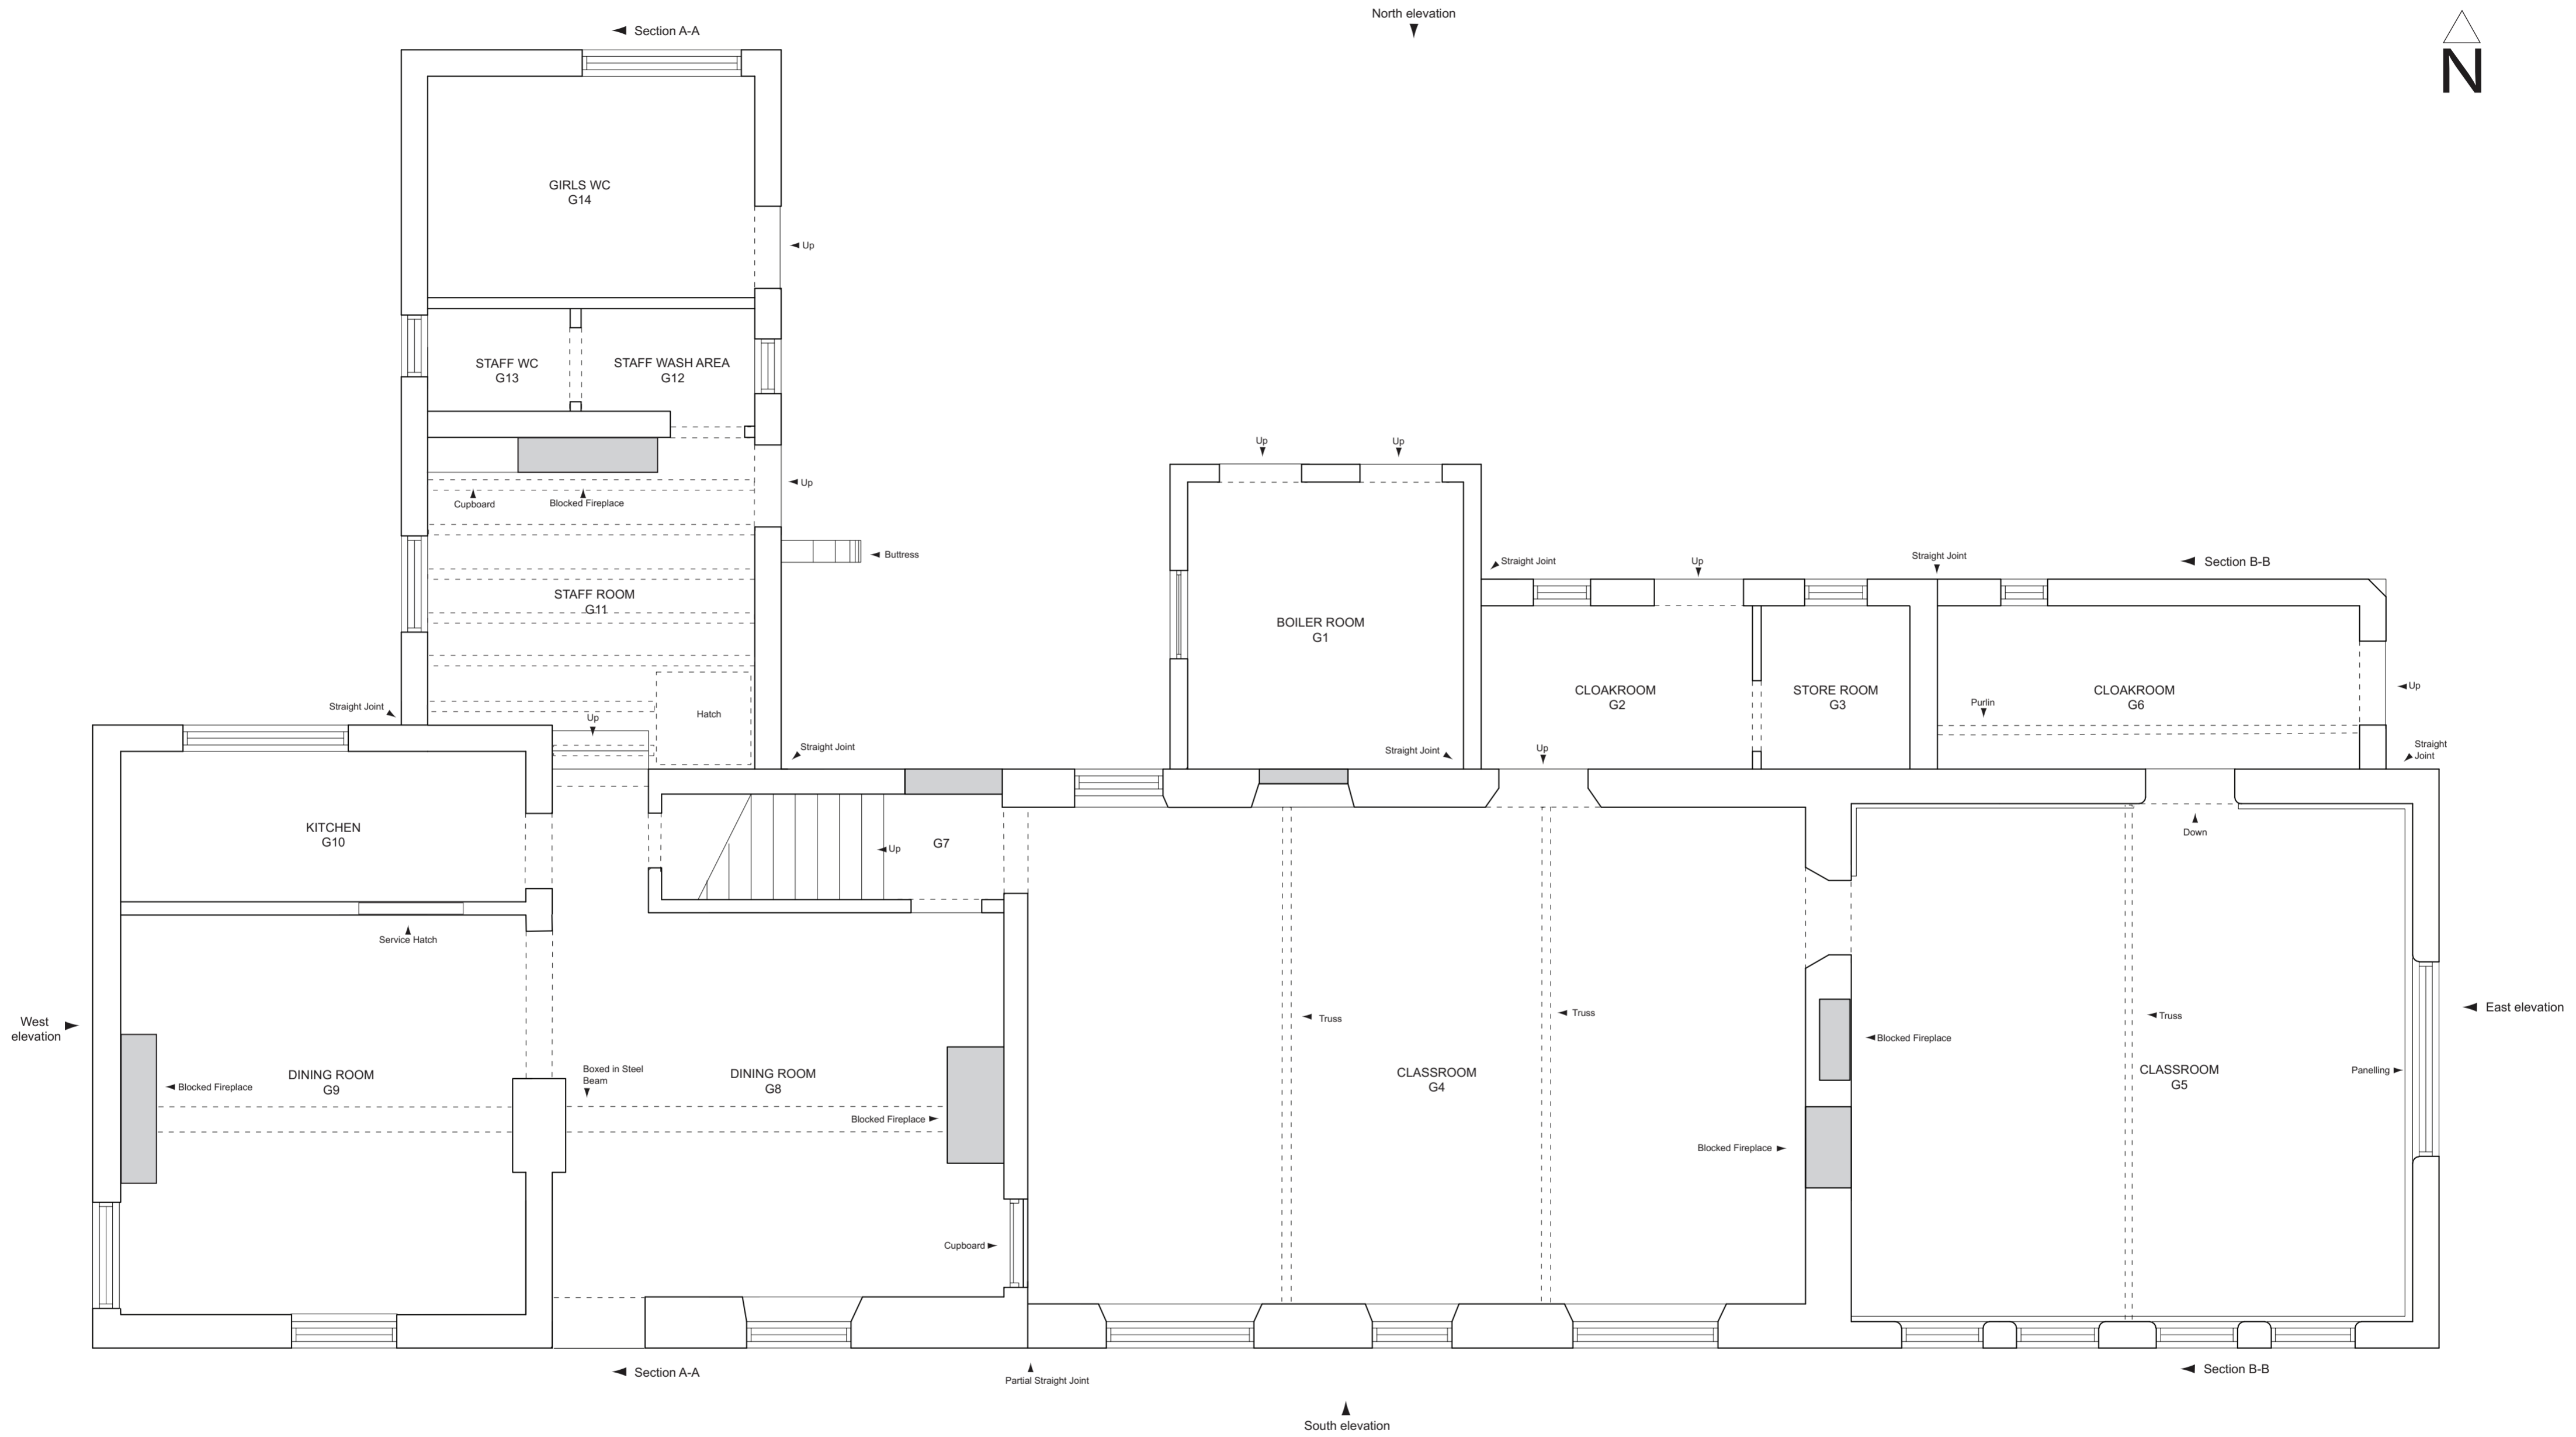 North elevation
Section A-A
N
GIRLS WC
G14
Up
STAFF WC
G13
STAFF WASH AREA
G12
Up
Cupboard
Blocked Fireplace
Buttress
STAFF ROOM
G11
Hatch
Up
Straight Joint
Straight Joint
Up
Up
BOILER ROOM
G1
Straight Joint
Straight Joint
Up
Straight Joint
Section B-B
CLOAKROOM
G2
STORE ROOM
G3
CLOAKROOM
G6
Purlin
Up
Up
Straight
Joint
KITCHEN
G10
Up
G7
Down
Service Hatch
West
elevation
DINING ROOM
G9
Blocked Fireplace
Boxed in Steel
Beam
DINING ROOM
G8
Blocked Fireplace
Truss
Truss
CLASSROOM
G4
Blocked Fireplace
Blocked Fireplace
Truss
CLASSROOM
G5
Panelling
East elevation
Cupboard
Section A-A
Partial Straight Joint
Section B-B
South elevation